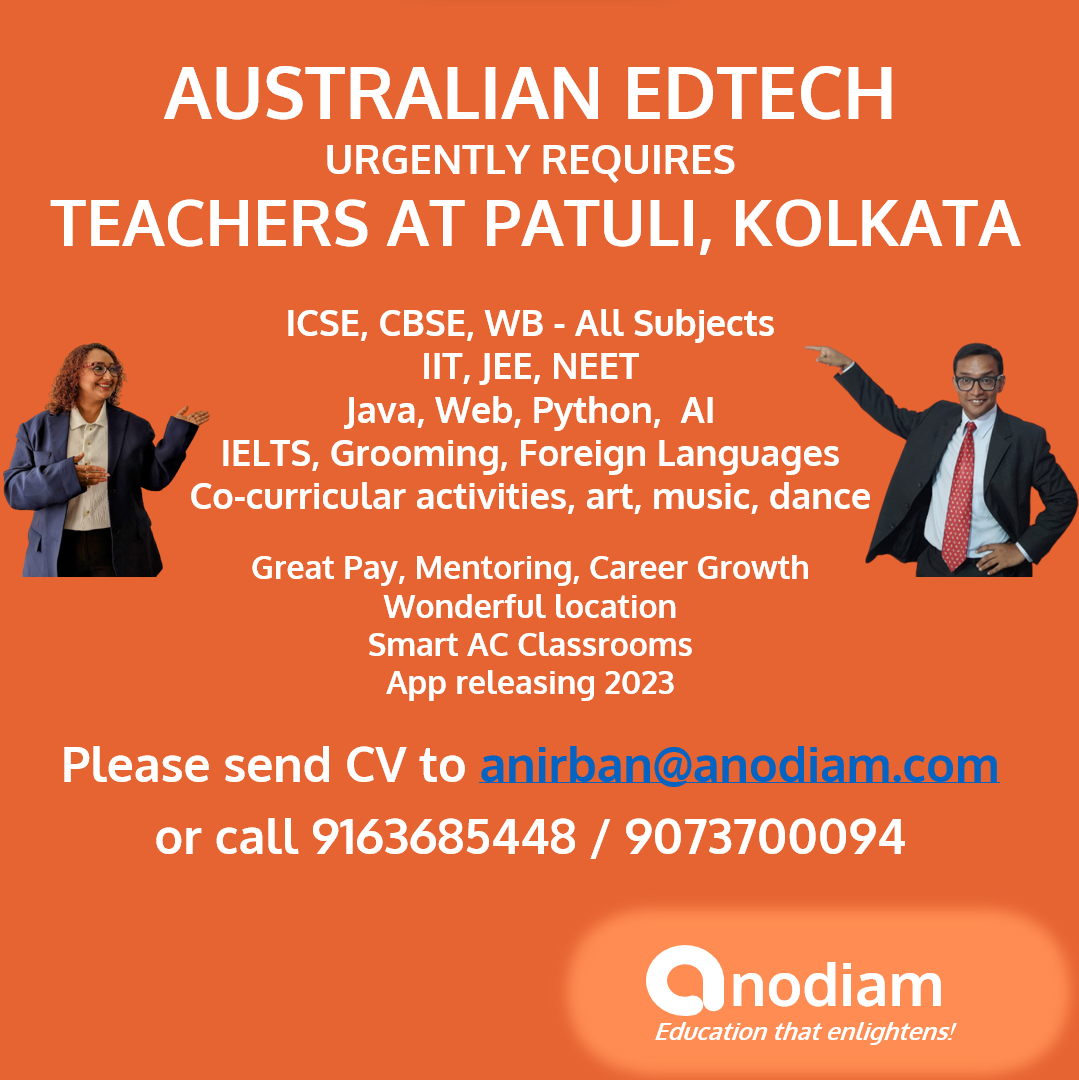 AUSTRALIAN EDTECH
URGENTLY REQUIRES
TEACHERS AT PATULI, KOLKATA
ICSE, CBSE, WB - All Subjects
IIT, JEE, NEET
Java, Web, Python,  AI
IELTS, Grooming, Foreign Languages
Co-curricular activities, art, music, dance
Great Pay, Mentoring, Career Growth
Wonderful location
Smart AC Classrooms
App releasing 2023
Please send CV to anirban@anodiam.com
or call 9163685448 / 9073700094
anodiam
Education that enlightens!